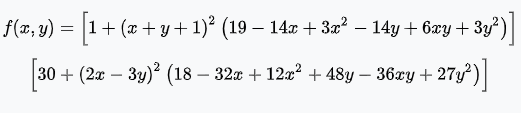 f(x, y) = [1 + (x + y + 1)² (19 − 14x + 3x² − 14y + 6xy + 3y²)]
[30 + (2x − 3y)² (18 − 32x + 12x² + 48y − 36xy + 27y²)]